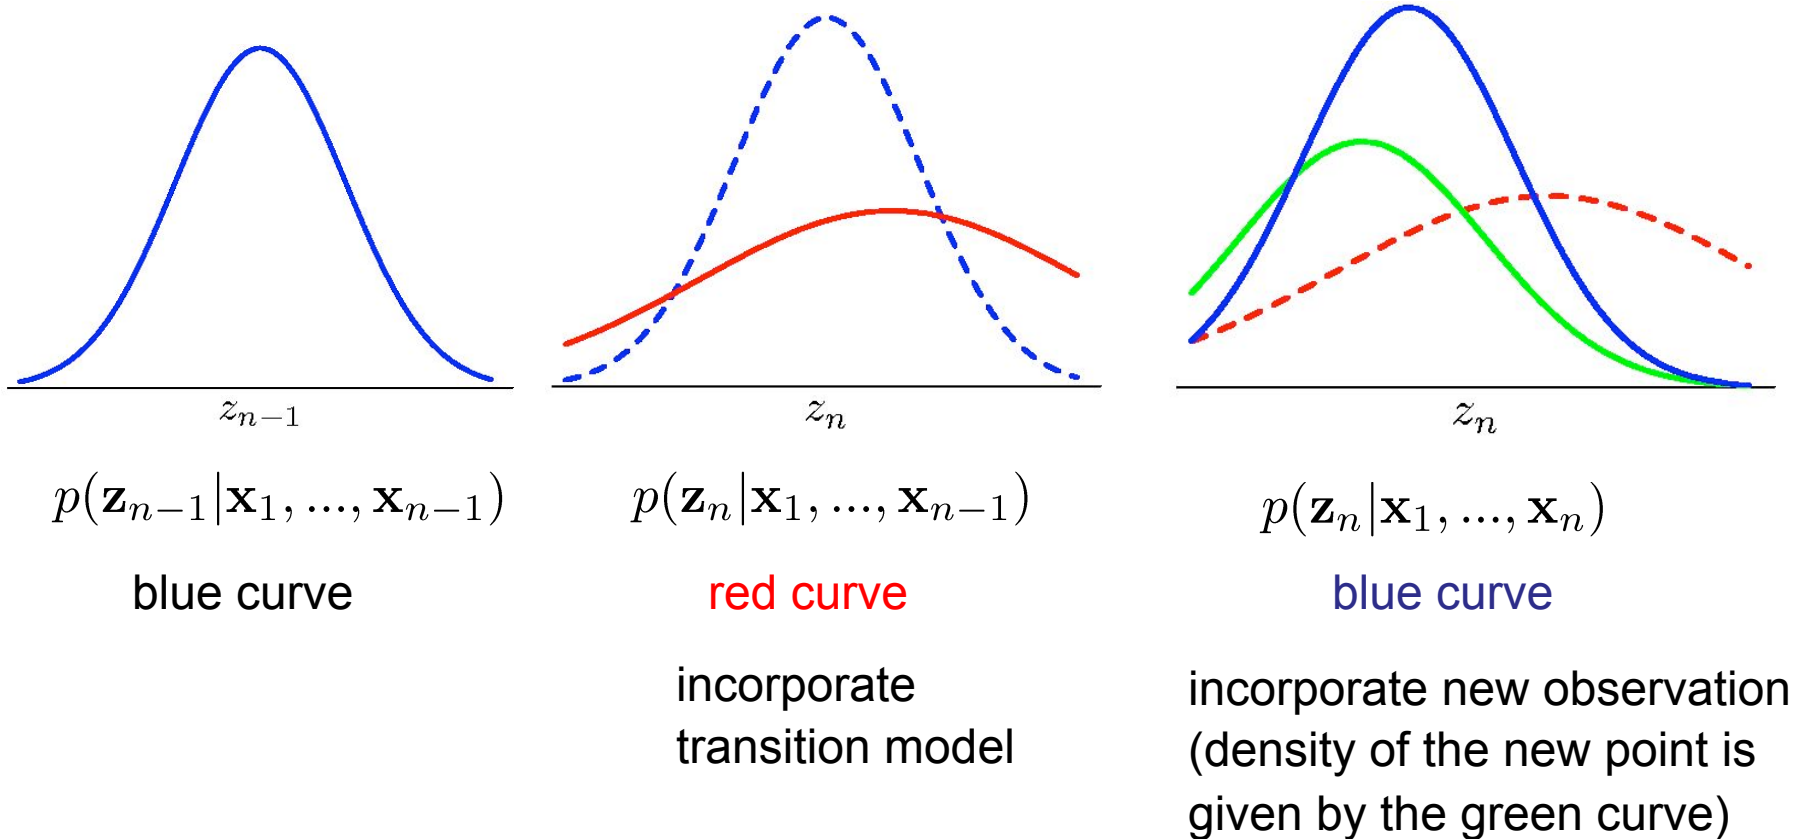 z_{n-1}
z_n
z_n
p(z_{n-1}|x_1, ..., x_{n-1})
p(z_n|x_1, ..., x_{n-1})
p(z_n|x_1, ..., x_n)
blue curve
red curve
blue curve
incorporate
transition model
incorporate new observation
(density of the new point is
given by the green curve)